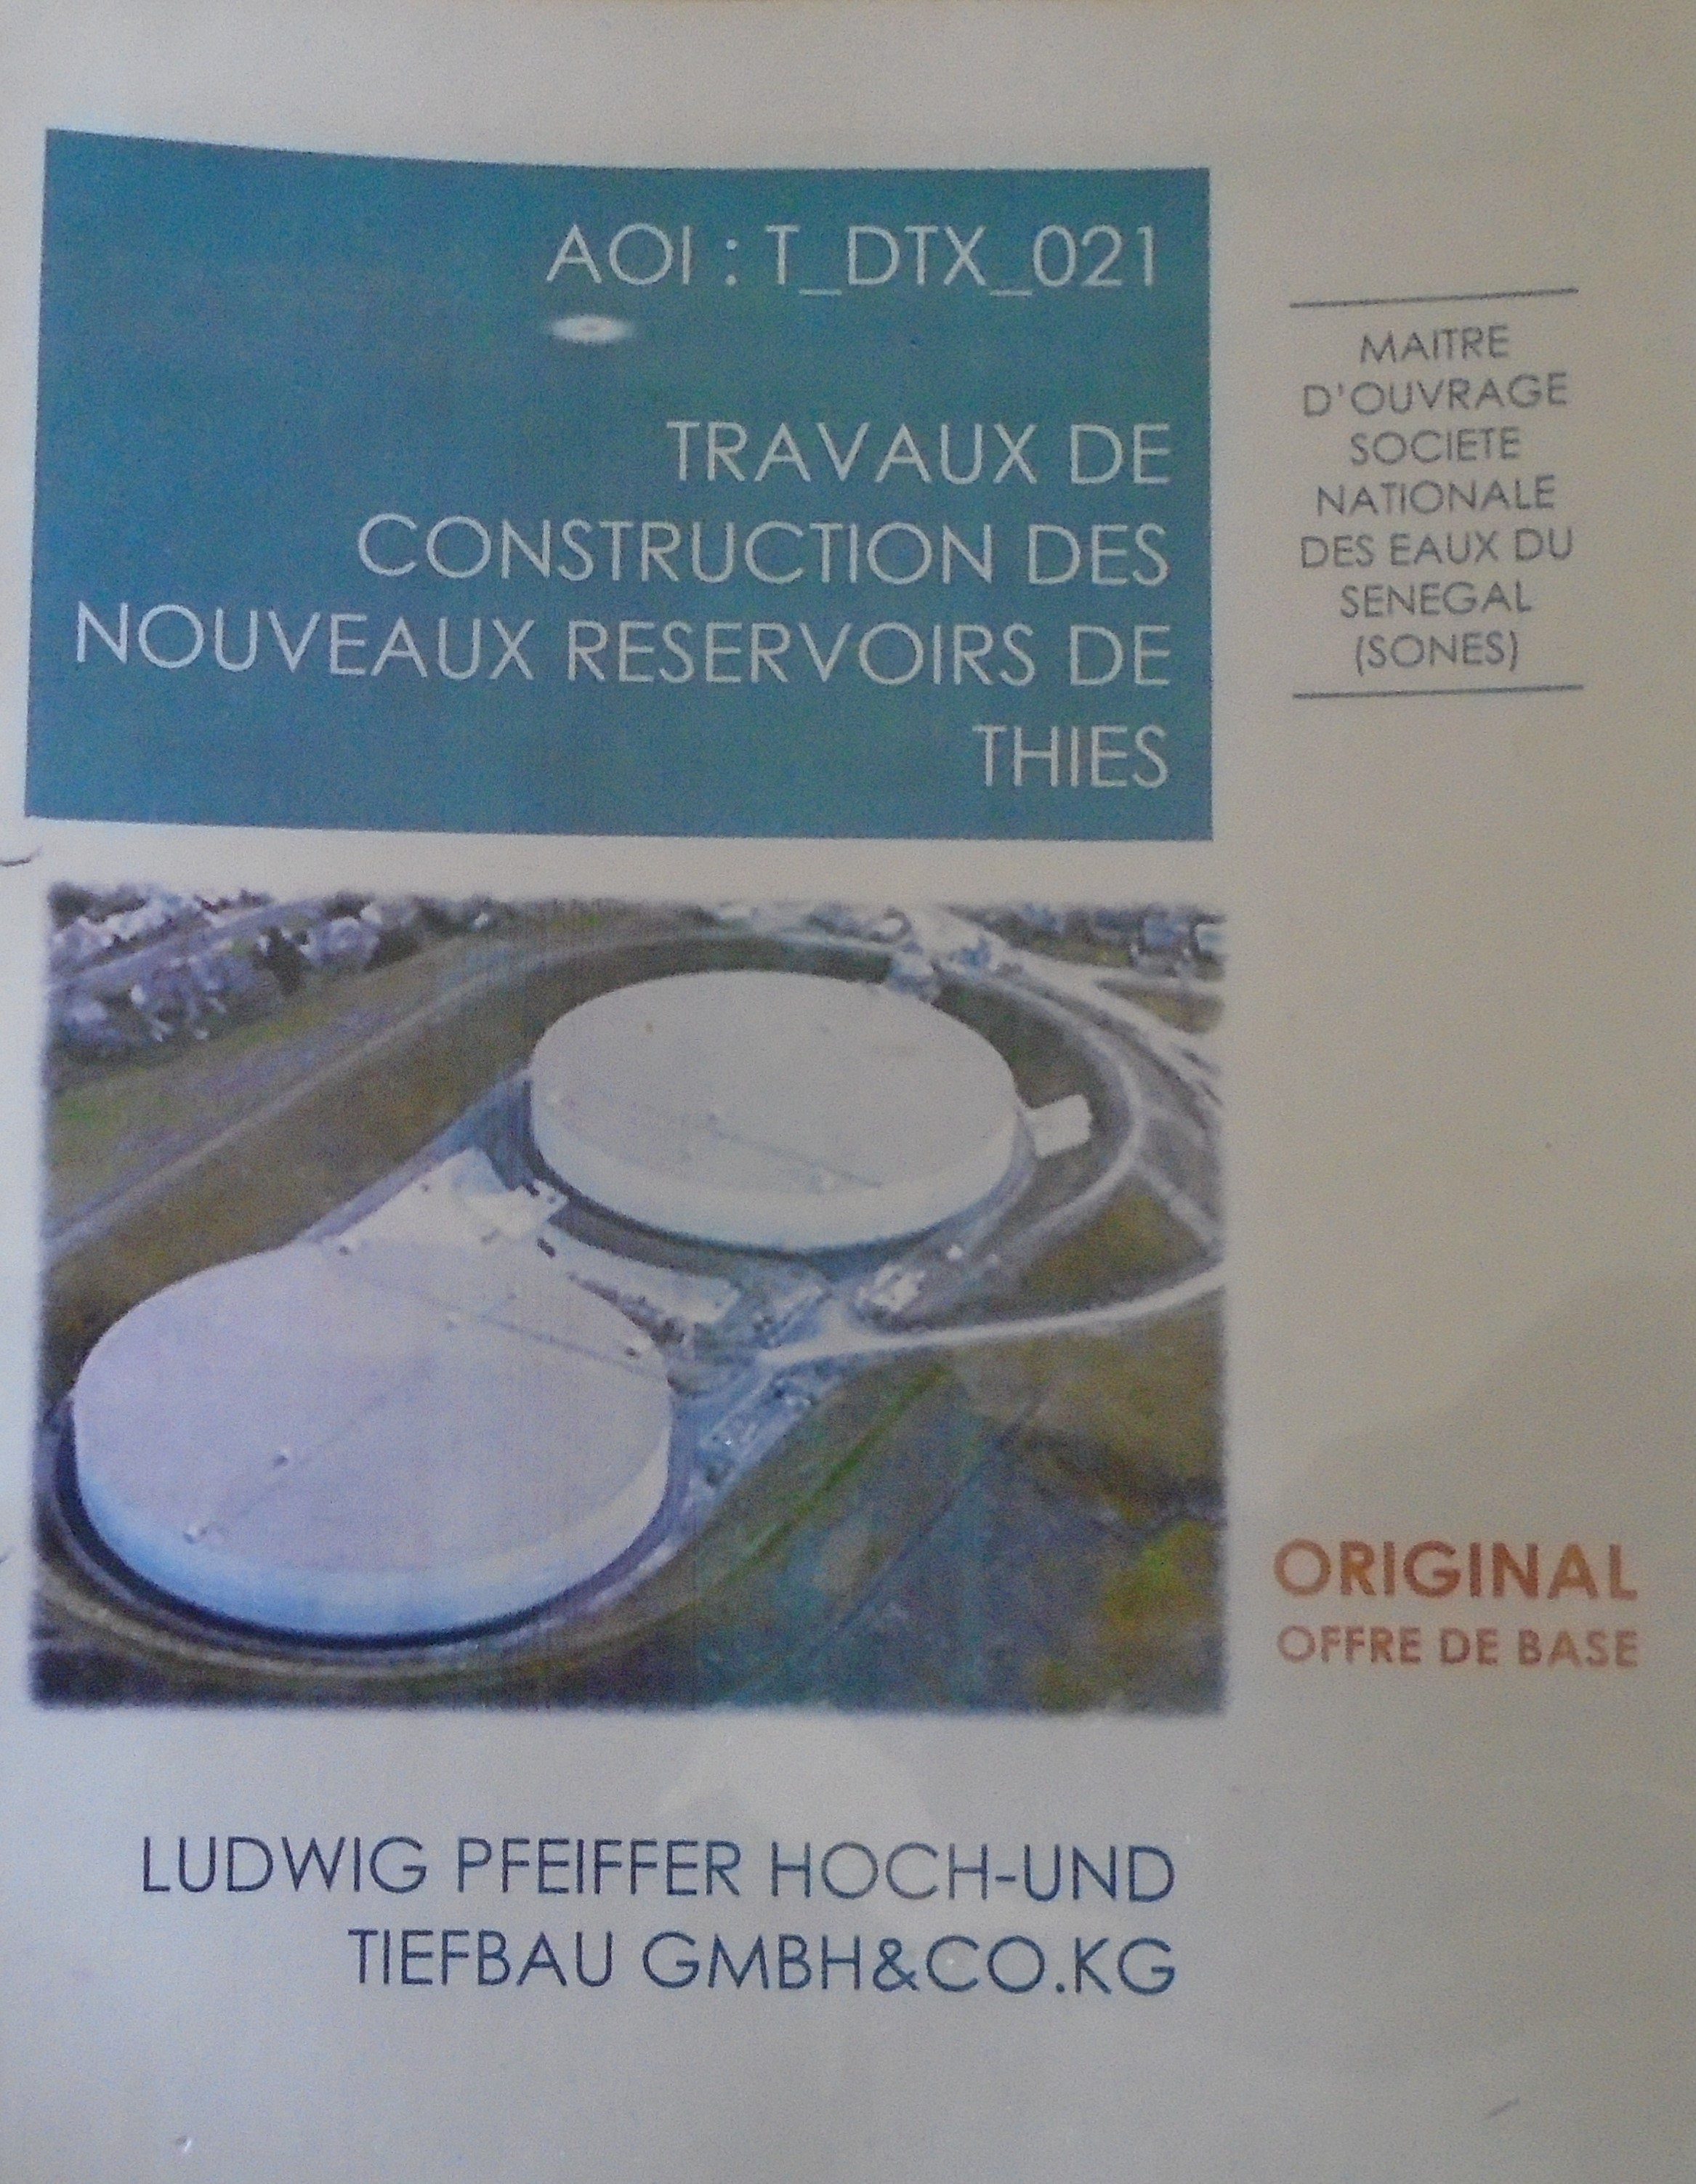 AOI : T_DTX_021
TRAVAUX DE
CONSTRUCTION DES
NOUVEAUX RESERVOIRS DE
THIES
MAITRE
D'OUVRAGE
SOCIETE
NATIONALE
DES EAUX DU
SENEGAL
(SONES)
ORIGINAL
OFFRE DE BASE
LUDWIG PFEIFFER HOCH-UND
TIEFBAU GMBH&CO.KG